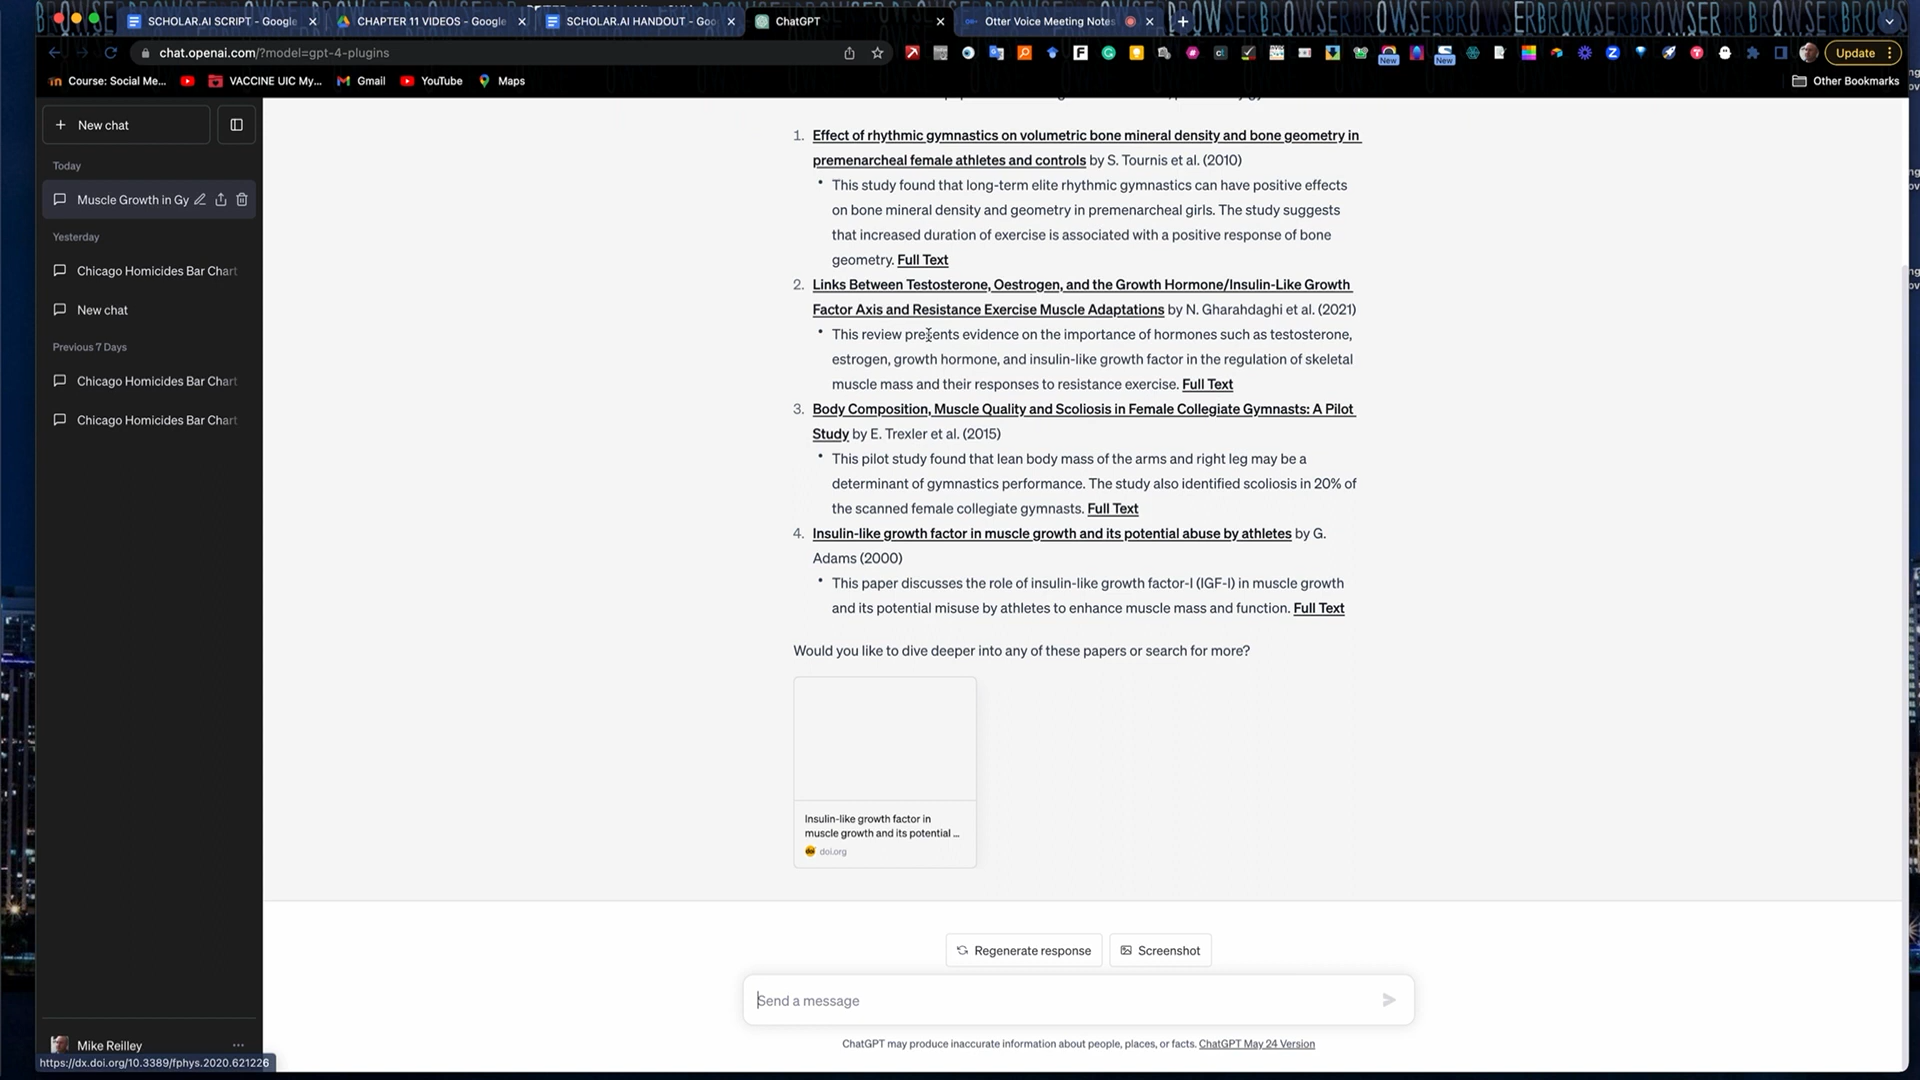 SCHOLAR.AI SCRIPT - Google
CHAPTER 11 VIDEOS - Google
SCHOLAR.AI HANDOUT - Goo
ChatGPT
Otter Voice Meeting Notes
chat.openai.com/?model=gpt-4-plugins
New
New
Update
Course: Social Me...
VACCINE UIC My...
Gmail
YouTube
Maps
Other Bookmarks
New chat
Today
Muscle Growth in Gy
Yesterday
Chicago Homicides Bar Chart
New chat
Previous 7 Days
Chicago Homicides Bar Chart
Chicago Homicides Bar Chart
1. Effect of rhythmic gymnastics on volumetric bone mineral density and bone geometry in
premenarcheal female athletes and controls by S. Tournis et al. (2010)
• This study found that long-term elite rhythmic gymnastics can have positive effects
on bone mineral density and geometry in premenarcheal girls. The study suggests
that increased duration of exercise is associated with a positive response of bone
geometry. Full Text
2. Links Between Testosterone, Oestrogen, and the Growth Hormone/Insulin-Like Growth
Factor Axis and Resistance Exercise Muscle Adaptations by N. Gharahdaghi et al. (2021)
• This review presents evidence on the importance of hormones such as testosterone,
estrogen, growth hormone, and insulin-like growth factor in the regulation of skeletal
muscle mass and their responses to resistance exercise. Full Text
3. Body Composition, Muscle Quality and Scoliosis in Female Collegiate Gymnasts: A Pilot
Study by E. Trexler et al. (2015)
• This pilot study found that lean body mass of the arms and right leg may be a
determinant of gymnastics performance. The study also identified scoliosis in 20% of
the scanned female collegiate gymnasts. Full Text
4. Insulin-like growth factor in muscle growth and its potential abuse by athletes by G.
Adams (2000)
• This paper discusses the role of insulin-like growth factor-I (IGF-I) in muscle growth
and its potential misuse by athletes to enhance muscle mass and function. Full Text
Would you like to dive deeper into any of these papers or search for more?
Insulin-like growth factor in
muscle growth and its potential ...
doi.org
Regenerate response
Screenshot
Send a message
ChatGPT may produce inaccurate information about people, places, or facts. ChatGPT May 24 Version
Mike Reilley
https://dx.doi.org/10.3389/fphys.2020.621226